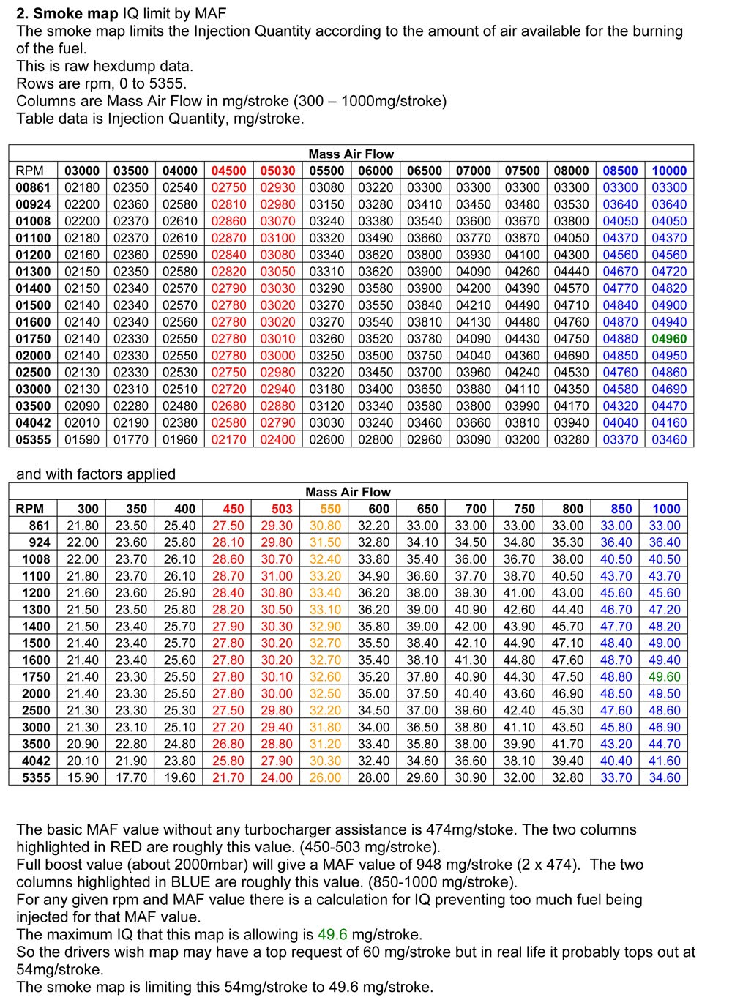 2. Smoke map IQ limit by MAF
The smoke map limits the Injection Quantity according to the amount of air available for the burning
of the fuel.
This is raw hexdump data.
Rows are rpm, 0 to 5355.
Columns are Mass Air Flow in mg/stroke (300 – 1000mg/stroke)
Table data is Injection Quantity, mg/stroke.
Mass Air Flow
RPM 03000 03500 04000 04500 05030 05500 06000 06500 07000 07500 08000 08500 10000
00861 02180 02350 02540 02750 02930 03080 03220 03300 03300 03300 03300 03300 03300
00924 02200 02360 02580 02810 02980 03150 03280 03410 03450 03480 03530 03640 03640
01008 02200 02370 02610 02860 03070 03240 03380 03540 03600 03670 03800 04050 04050
01100 02180 02370 02610 02870 03100 03320 03490 03660 03770 03870 04050 04370 04370
01200 02160 02360 02590 02840 03080 03340 03620 03800 03930 04100 04300 04560 04560
01300 02150 02350 02580 02820 03050 03310 03620 03900 04090 04260 04440 04670 04720
01400 02150 02340 02570 02790 03030 03290 03580 03900 04200 04390 04570 04770 04820
01500 02140 02340 02570 02780 03020 03270 03550 03840 04210 04490 04710 04840 04900
01600 02140 02340 02560 02780 03020 03270 03540 03810 04130 04480 04760 04870 04940
01750 02140 02330 02550 02780 03010 03260 03520 03780 04090 04430 04750 04880 04960
02000 02140 02330 02550 02780 03000 03250 03500 03750 04040 04360 04690 04850 04950
02500 02130 02330 02530 02750 02980 03220 03450 03700 03960 04240 04530 04760 04860
03000 02130 02310 02510 02720 02940 03180 03400 03650 03880 04110 04350 04580 04690
03500 02090 02280 02480 02680 02880 03120 03340 03580 03800 03990 04170 04320 04470
04042 02010 02190 02380 02580 02790 03030 03240 03460 03660 03810 03940 04040 04160
05355 01590 01770 01960 02170 02400 02600 02800 02960 03090 03200 03280 03370 03460
and with factors applied
Mass Air Flow
RPM 300 350 400 450 503 550 600 650 700 750 800 850 1000
861 21.80 23.50 25.40 27.50 29.30 30.80 32.20 33.00 33.00 33.00 33.00 33.00 33.00
924 22.00 23.60 25.80 28.10 29.80 31.50 32.80 34.10 34.50 34.80 35.30 36.40 36.40
1008 22.00 23.70 26.10 28.60 30.70 32.40 33.80 35.40 36.00 36.70 38.00 40.50 40.50
1100 21.80 23.70 26.10 28.70 31.00 33.20 34.90 36.60 37.70 38.70 40.50 43.70 43.70
1200 21.60 23.60 25.90 28.40 30.80 33.40 36.20 38.00 39.30 41.00 43.00 45.60 45.60
1300 21.50 23.50 25.80 28.20 30.50 33.10 36.20 39.00 40.90 42.60 44.40 46.70 47.20
1400 21.50 23.40 25.70 27.90 30.30 32.90 35.80 39.00 42.00 43.90 45.70 47.70 48.20
1500 21.40 23.40 25.70 27.80 30.20 32.70 35.50 38.40 42.10 44.90 47.10 48.40 49.00
1600 21.40 23.40 25.60 27.80 30.20 32.70 35.40 38.10 41.30 44.80 47.60 48.70 49.40
1750 21.40 23.30 25.50 27.80 30.10 32.60 35.20 37.80 40.90 44.30 47.50 48.80 49.60
2000 21.40 23.30 25.50 27.80 30.00 32.50 35.00 37.50 40.40 43.60 46.90 48.50 49.50
2500 21.30 23.30 25.30 27.50 29.80 32.20 34.50 37.00 39.60 42.40 45.30 47.60 48.60
3000 21.30 23.10 25.10 27.20 29.40 31.80 34.00 36.50 38.80 41.10 43.50 45.80 46.90
3500 20.90 22.80 24.80 26.80 28.80 31.20 33.40 35.80 38.00 39.90 41.70 43.20 44.70
4042 20.10 21.90 23.80 25.80 27.90 30.30 32.40 34.60 36.60 38.10 39.40 40.40 41.60
5355 15.90 17.70 19.60 21.70 24.00 26.00 28.00 29.60 30.90 32.00 32.80 33.70 34.60
The basic MAF value without any turbocharger assistance is 474mg/stoke. The two columns
highlighted in RED are roughly this value. (450-503 mg/stroke).
Full boost value (about 2000mbar) will give a MAF value of 948 mg/stroke (2 x 474). The two
columns highlighted in BLUE are roughly this value. (850-1000 mg/stroke).
For any given rpm and MAF value there is a calculation for IQ preventing too much fuel being
injected for that MAF value.
The maximum IQ that this map is allowing is 49.6 mg/stroke.
So the drivers wish map may have a top request of 60 mg/stroke but in real life it probably tops out at
54mg/stroke.
The smoke map is limiting this 54mg/stroke to 49.6 mg/stroke.